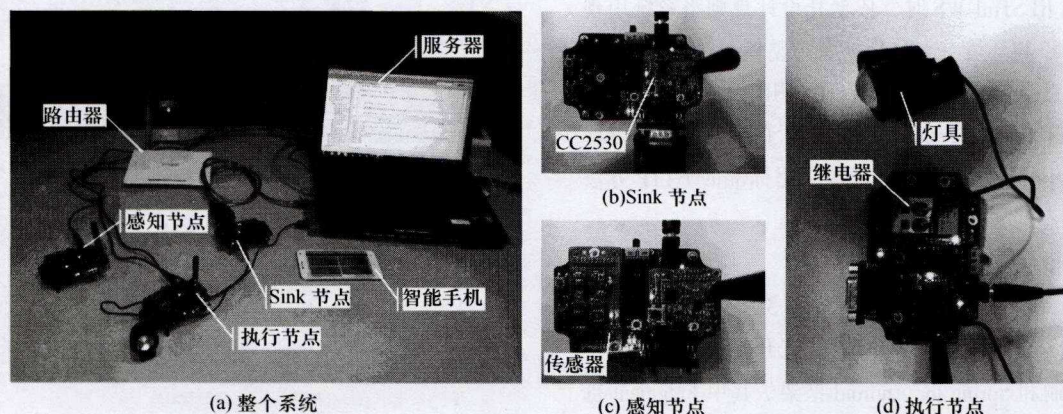 服务器
路由器
感知节点
Sink 节点
智能手机
执行节点
(a) 整个系统
CC2530
(b)Sink 节点
传感器
(c) 感知节点
灯具
继电器
(d) 执行节点